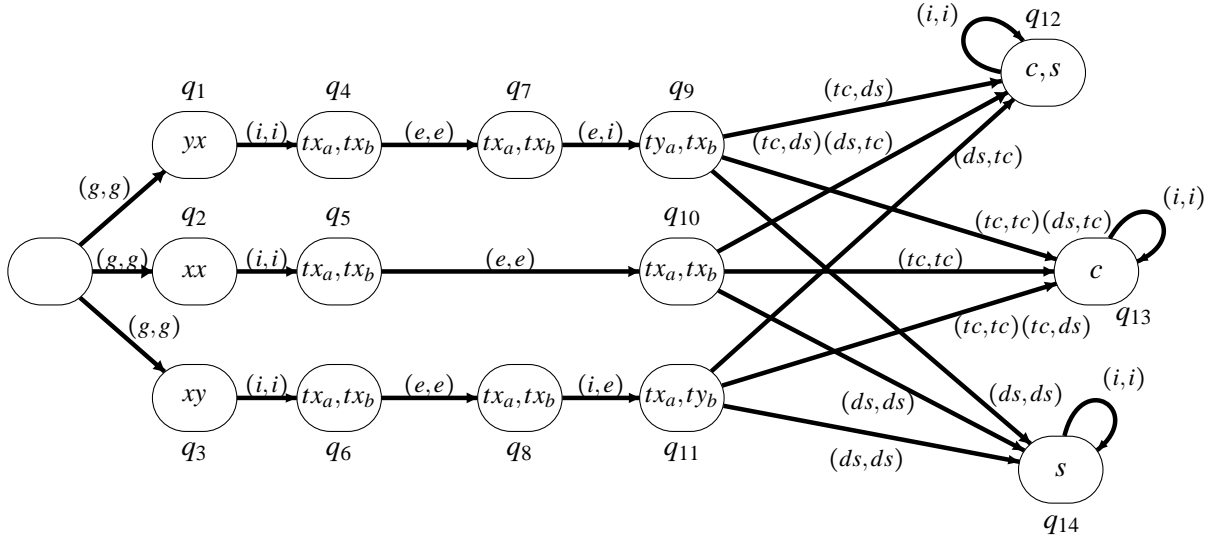 (i,i)
q12
c,s
q1
q4
q7
q9
(tc,ds)
yx
(i,i)
txa,txb
(e,e)
txa,txb
(e,i)
tya,txb
(tc,ds)(ds,tc)
(ds,tc)
(g,g)
q2
q5
q10
(i,i)
(tc,tc)(ds,tc)
(g,g)
xx
(i,i)
txa,txb
(e,e)
txa,txb
(tc,tc)
c
q13
(g,g)
(tc,tc)(tc,ds)
xy
(i,i)
txa,txb
(e,e)
txa,txb
(i,e)
txa,tyb
(ds,ds)
(ds,ds)
(i,i)
q3
q6
q8
q11
(ds,ds)
s
q14